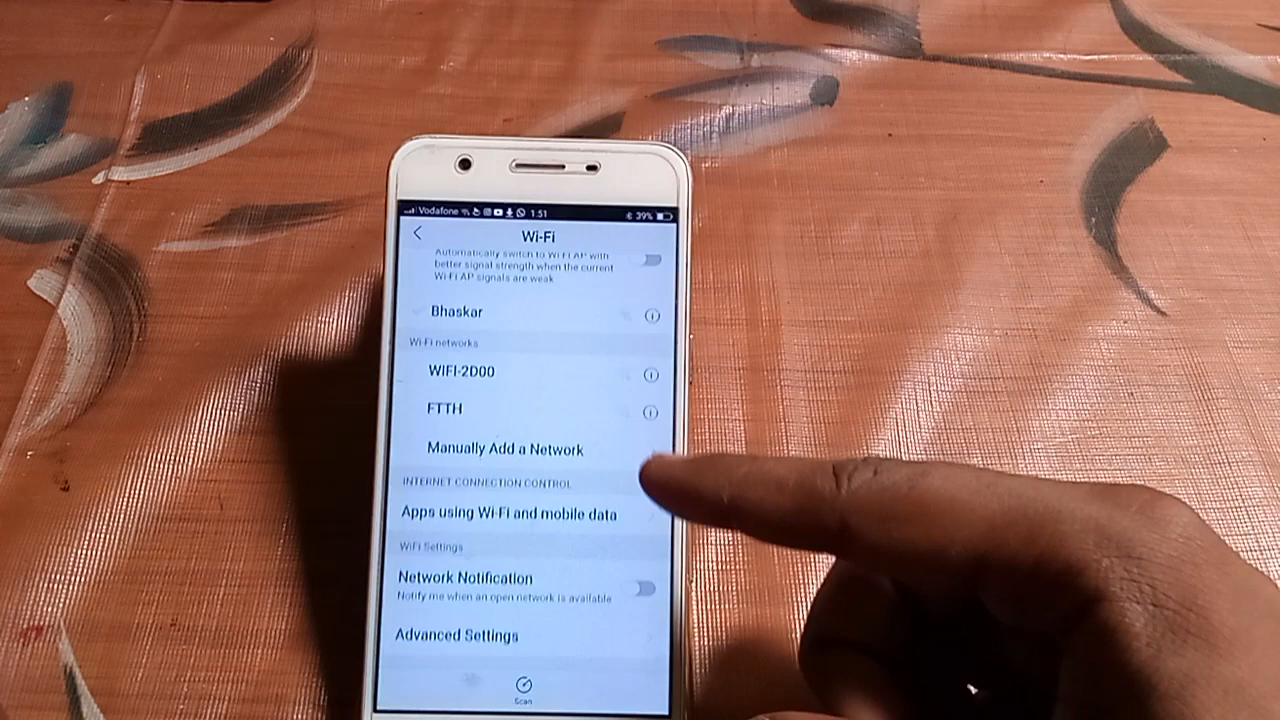 Vodafone 1:51 39%
Wi-Fi
Automatically switch to Wi-Fi AP with
better signal strength when the current
Wi-Fi AP signals are weak
Bhaskar
Wi-Fi networks
WIFI-2D00
FTTH
Manually Add a Network
INTERNET CONNECTION CONTROL
Apps using Wi-Fi and mobile data
WiFi Settings
Network Notification
Notify me when an open network is available
Advanced Settings
Scan